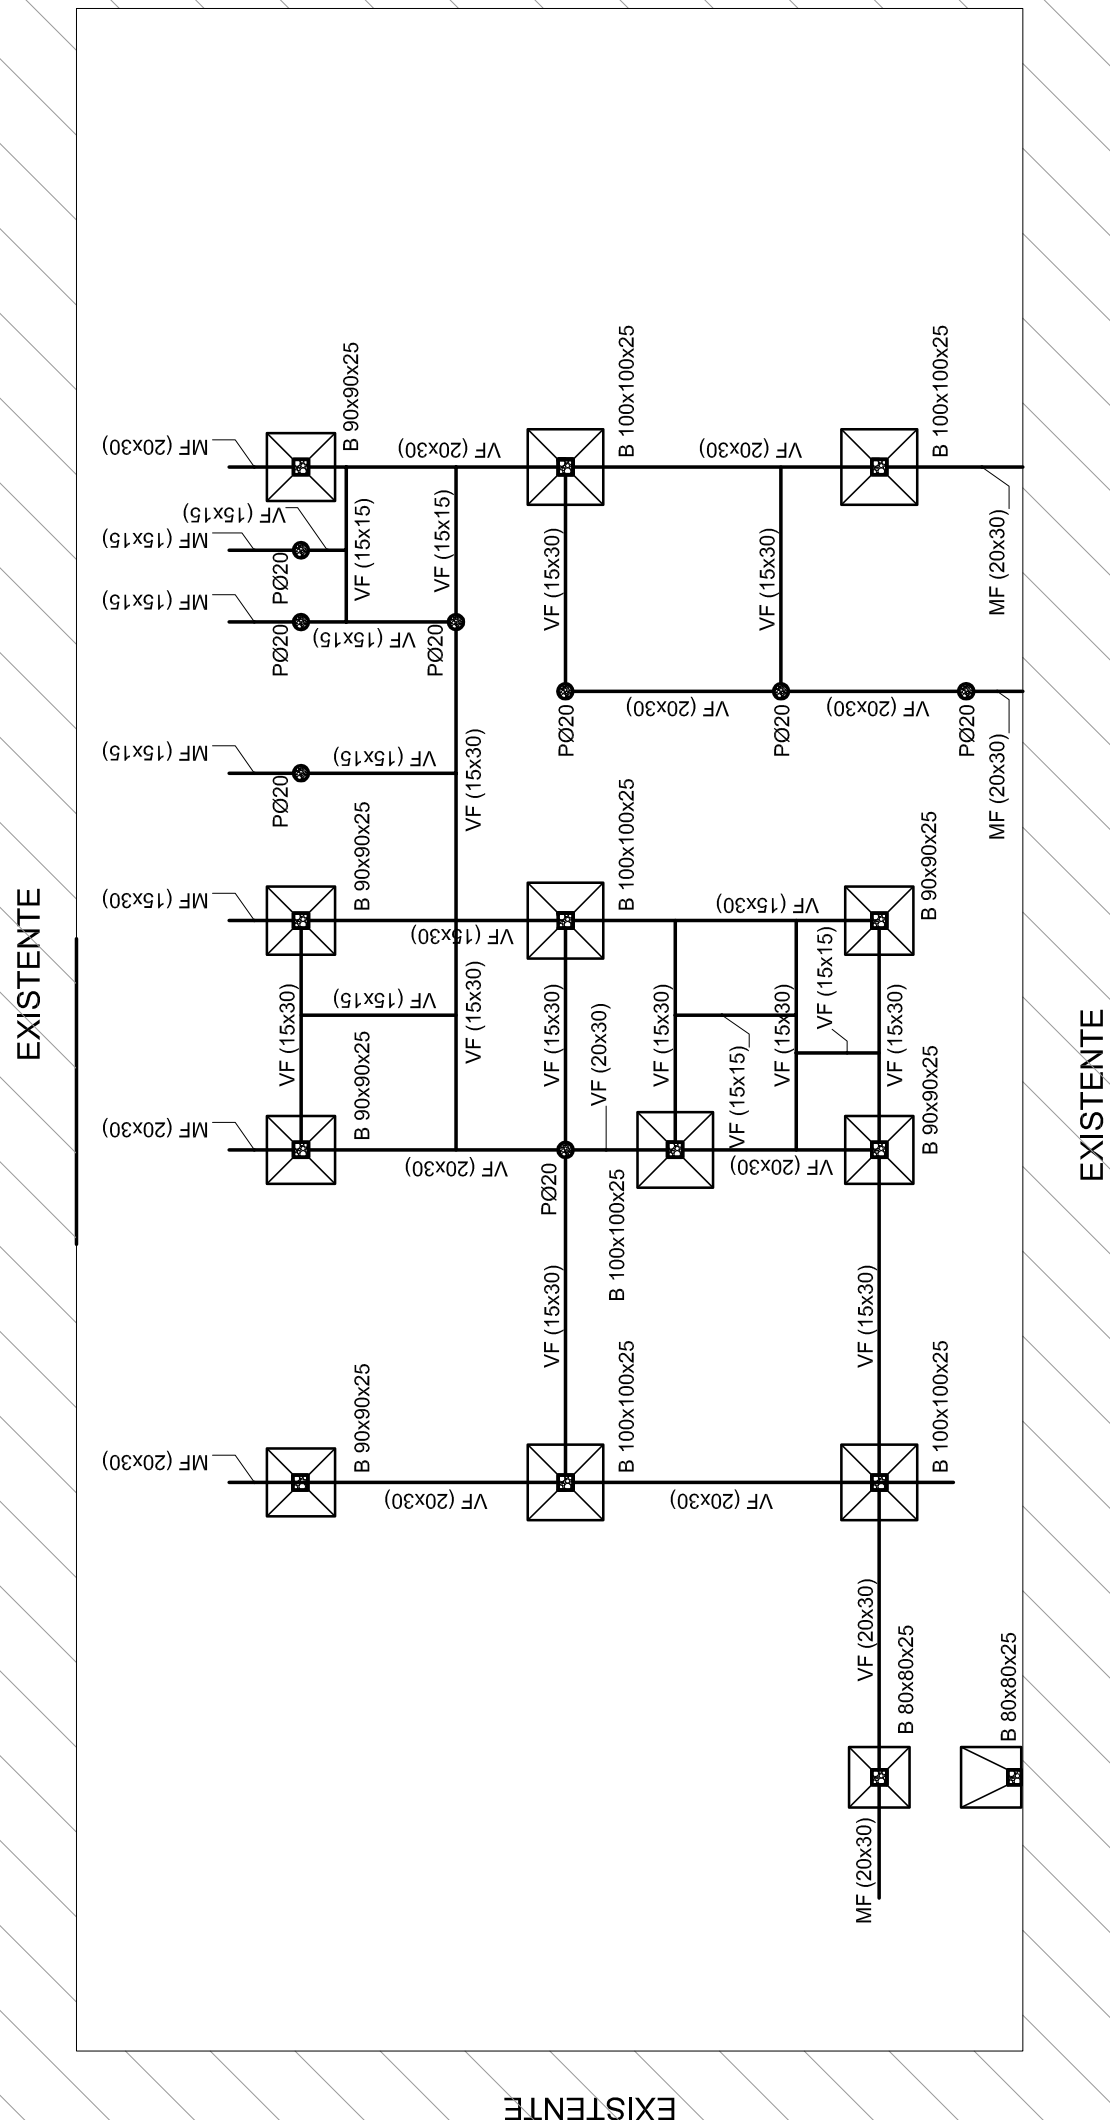 B 90x90x25
B 100x100x25
B 100x100x25
MF (20x30)
VF (20x30)
VF (20x30)
VF (15x15)
MF (15x15)
PØ20
VF (15x15)
VF (15x15)
VF (15x30)
VF (15x30)
MF (20x30)
MF (15x15)
PØ20
VF (15x15)
PØ20
PØ20
VF (20x30)
PØ20
VF (20x30)
PØ20
MF (20x30)
MF (15x15)
PØ20
VF (15x15)
VF (15x30)
B 90x90x25
B 100x100x25
B 90x90x25
MF (15x30)
VF (15x30)
VF (15x30)
EXISTENTE
VF (15x30)
VF (15x15)
VF (15x30)
VF (15x30)
VF (20x30)
VF (15x30)
VF (15x15)
VF (15x30)
VF (15x15)
VF (15x30)
EXISTENTE
B 90x90x25
B 90x90x25
MF (20x30)
VF (20x30)
PØ20
B 100x100x25
VF (20x30)
VF (15x30)
VF (15x30)
B 90x90x25
B 100x100x25
B 100x100x25
MF (20x30)
VF (20x30)
VF (20x30)
VF (20x30)
B 80x80x25
B 80x80x25
MF (20x30)
EXISTENTE